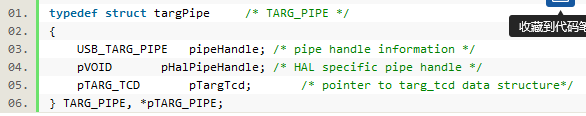 01. typedef struct targPipe /* TARG_PIPE */
02. {
收藏到代码笔
03. USB_TARG_PIPE pipeHandle; /* pipe handle information */
04. pVOID pHalPipeHandle; /* HAL specific pipe handle */
05. pTARG_TCD pTargTcd; /* pointer to targ_tcd data structure*/
06. } TARG_PIPE, *pTARG_PIPE;